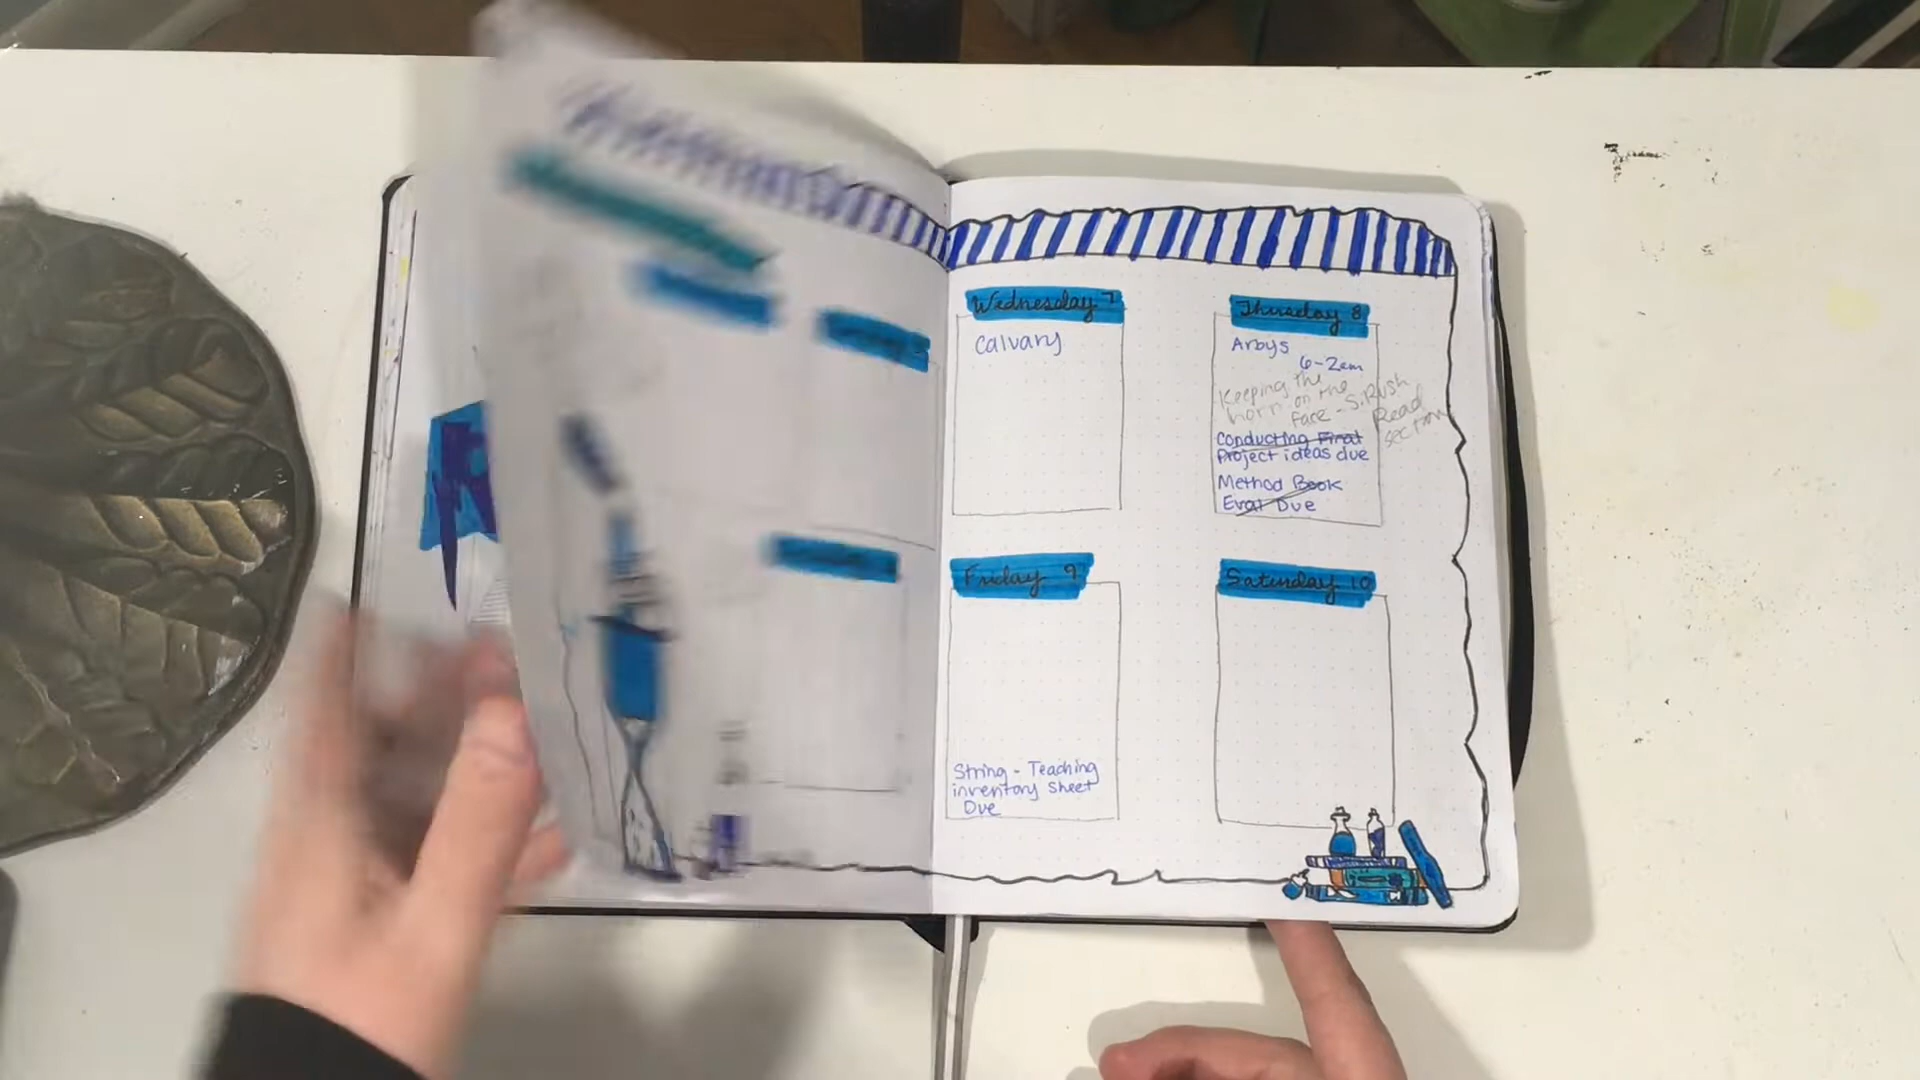 Wednesday 7
Calvary
Thursday 8
Arbys
6-2am
Keeping the
horn on the
Face - S. Rush
Read
section
Conducting Final
Project ideas due
Method Book
Eval Due
Friday 9
String - Teaching
inventory Sheet
Due
Saturday 10